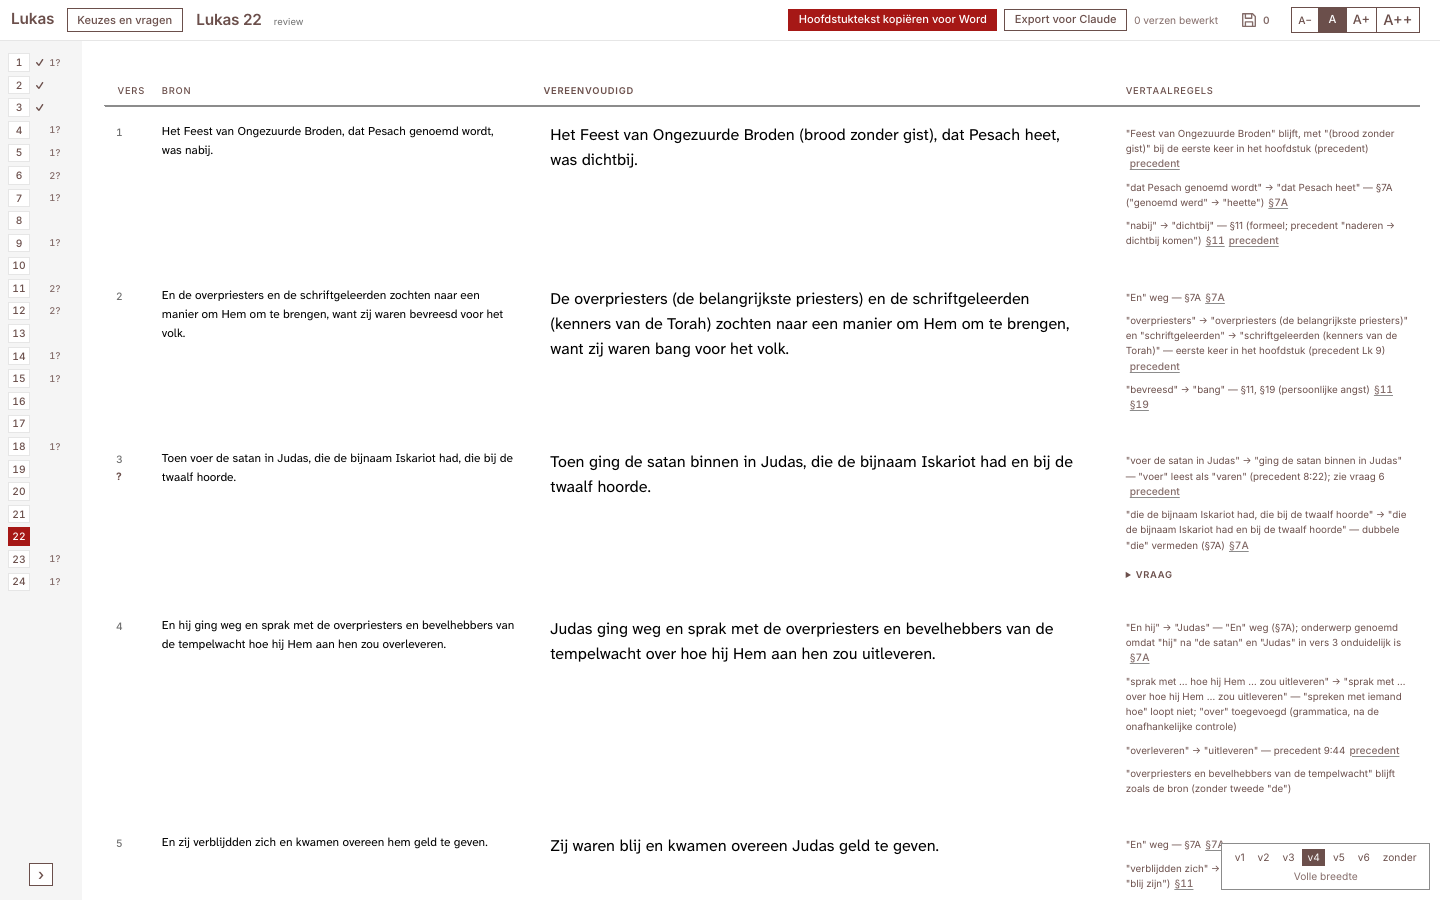 Lukas Keuzes en vragen Lukas 22 review Hoofdstuktekst kopiëren voor Word Export voor Claude 0 verzen bewerkt 0 A− A A+ A++
1 ✓ 1?
2 ✓
3 ✓
4 1?
5 1?
6 2?
7 1?
8
9 1?
10
11 2?
12 2?
13
14 1?
15 1?
16
17
18 1?
19
20
21
22
23 1?
24 1?
›
VERS BRON VEREENVOUDIGD VERTAALREGELS
1
Het Feest van Ongezuurde Broden, dat Pesach genoemd wordt,
was nabij.
Het Feest van Ongezuurde Broden (brood zonder gist), dat Pesach heet,
was dichtbij.
"Feest van Ongezuurde Broden" blijft, met "(brood zonder
gist)" bij de eerste keer in het hoofdstuk (precedent)
precedent
"dat Pesach genoemd wordt" → "dat Pesach heet" — §7A
("genoemd werd" → "heette") §7A
"nabij" → "dichtbij" — §11 (formeel; precedent "naderen →
dichtbij komen") §11 precedent
2
En de overpriesters en de schriftgeleerden zochten naar een
manier om Hem om te brengen, want zij waren bevreesd voor het
volk.
De overpriesters (de belangrijkste priesters) en de schriftgeleerden
(kenners van de Torah) zochten naar een manier om Hem om te brengen,
want zij waren bang voor het volk.
"En" weg — §7A §7A
"overpriesters" → "overpriesters (de belangrijkste priesters)"
en "schriftgeleerden" → "schriftgeleerden (kenners van de
Torah)" — eerste keer in het hoofdstuk (precedent Lk 9)
precedent
"bevreesd" → "bang" — §11, §19 (persoonlijke angst) §11
§19
3
?
Toen voer de satan in Judas, die de bijnaam Iskariot had, die bij de
twaalf hoorde.
Toen ging de satan binnen in Judas, die de bijnaam Iskariot had en bij de
twaalf hoorde.
"voer de satan in Judas" → "ging de satan binnen in Judas"
— "voer" leest als "varen" (precedent 8:22); zie vraag 6
precedent
"die de bijnaam Iskariot had, die bij de twaalf hoorde" → "die
de bijnaam Iskariot had en bij de twaalf hoorde" — dubbele
"die" vermeden (§7A) §7A
▶ VRAAG
4
En hij ging weg en sprak met de overpriesters en bevelhebbers van
de tempelwacht hoe hij Hem aan hen zou overleveren.
Judas ging weg en sprak met de overpriesters en bevelhebbers van de
tempelwacht over hoe hij Hem aan hen zou uitleveren.
"En hij" → "Judas" — "En" weg (§7A); onderwerp genoemd
omdat "hij" na "de satan" en "Judas" in vers 3 onduidelijk is
§7A
"sprak met ... hoe hij Hem ... zou uitleveren" → "sprak met ...
over hoe hij Hem ... zou uitleveren" — "spreken met iemand
hoe" loopt niet; "over" toegevoegd (grammatica, na de
onafhankelijke controle)
"overleveren" → "uitleveren" — precedent 9:44 precedent
"overpriesters en bevelhebbers van de tempelwacht" blijft
zoals de bron (zonder tweede "de")
5
En zij verblijdden zich en kwamen overeen hem geld te geven.
Zij waren blij en kwamen overeen Judas geld te geven.
"En" weg — §7A §7A
"verblijdden zich" →
"blij zijn") §11
v1 v2 v3 v4 v5 v6 zonder
Volle breedte